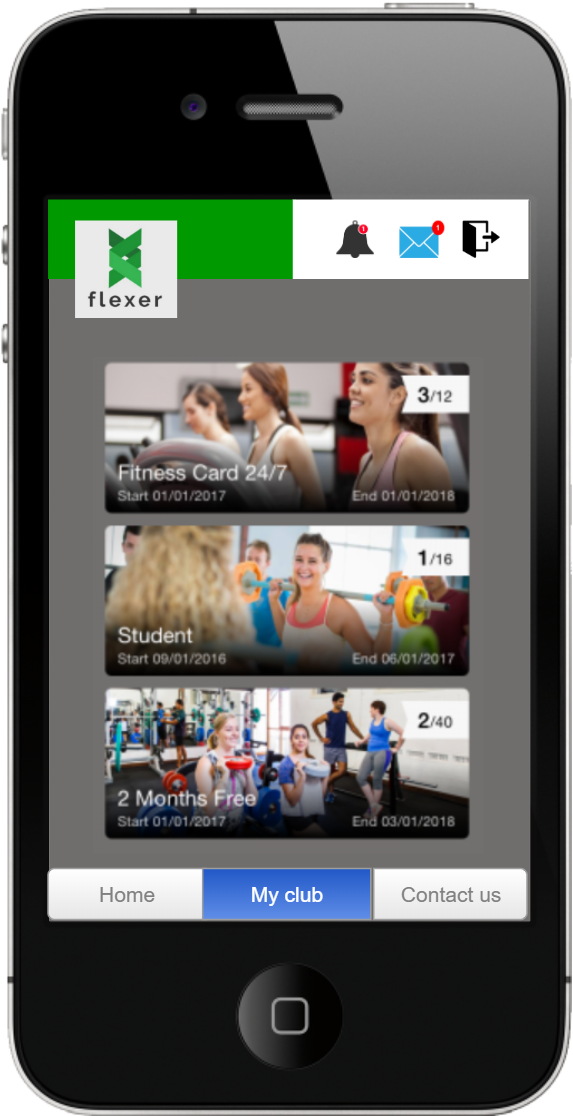 1
1
flexer
3/12
Fitness Card 24/7
Start 01/01/2017 End 01/01/2018
1/16
Student
Start 09/01/2016 End 06/01/2017
2/40
2 Months Free
Start 01/01/2017 End 03/01/2018
Home My club Contact us